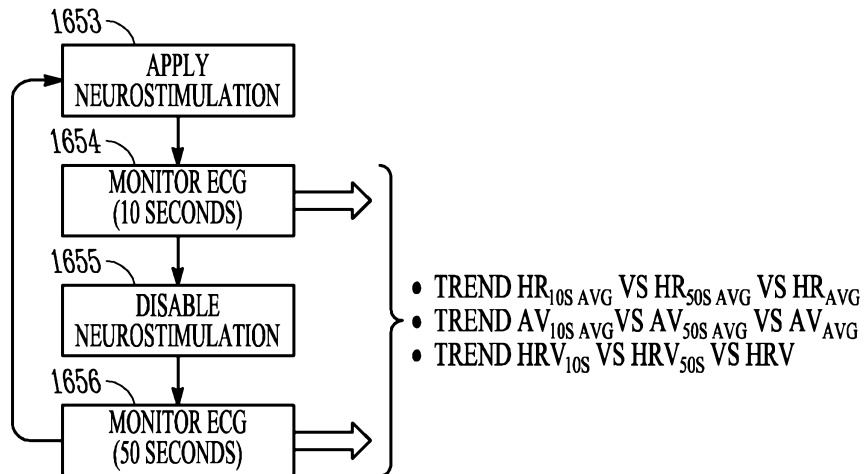 1653
APPLY
NEUROSTIMULATION
1654
MONITOR ECG
(10 SECONDS)
1655
DISABLE
NEUROSTIMULATION
1656
MONITOR ECG
(50 SECONDS)
• TREND HR10S AVG VS HR50S AVG VS HRAVG
• TREND AV10S AVG VS AV50S AVG VS AVAVG
• TREND HRV10S VS HRV50S VS HRV